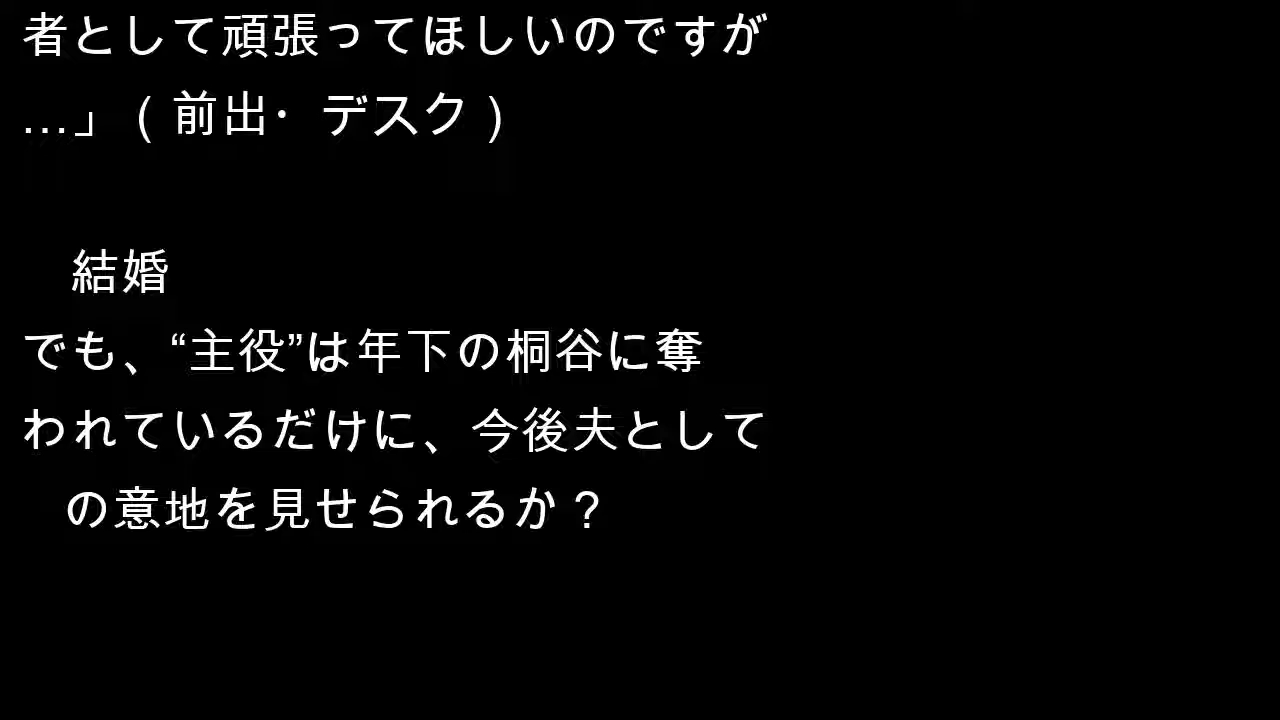 者として頑張ってほしいのですが
…」（前出・デスク）
結婚
でも、“主役”は年下の桐谷に奪
われているだけに、今後夫として
の意地を見せられるか？